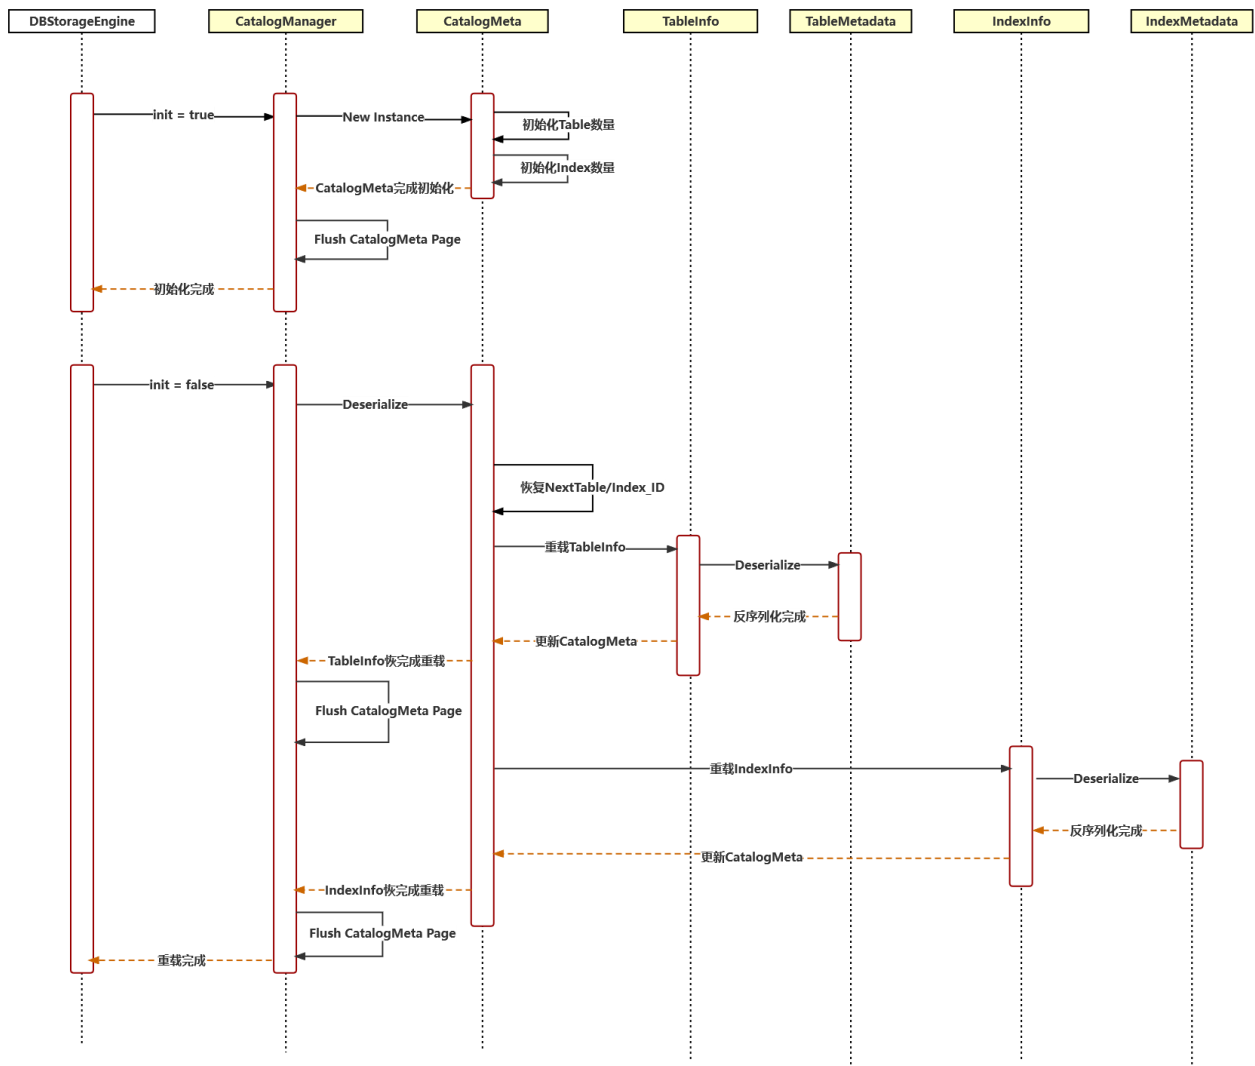 DBStorageEngine
CatalogManager
CatalogMeta
TableInfo
TableMetadata
IndexInfo
IndexMetadata
init = true
New Instance
初始化Table数量
初始化Index数量
CatalogMeta完成初始化
Flush CatalogMeta Page
初始化完成
init = false
Deserialize
恢复NextTable/Index_ID
重载TableInfo
Deserialize
反序列化完成
更新CatalogMeta
TableInfo恢完成重载
Flush CatalogMeta Page
重载IndexInfo
Deserialize
反序列化完成
更新CatalogMeta
IndexInfo恢完成重载
Flush CatalogMeta Page
重载完成